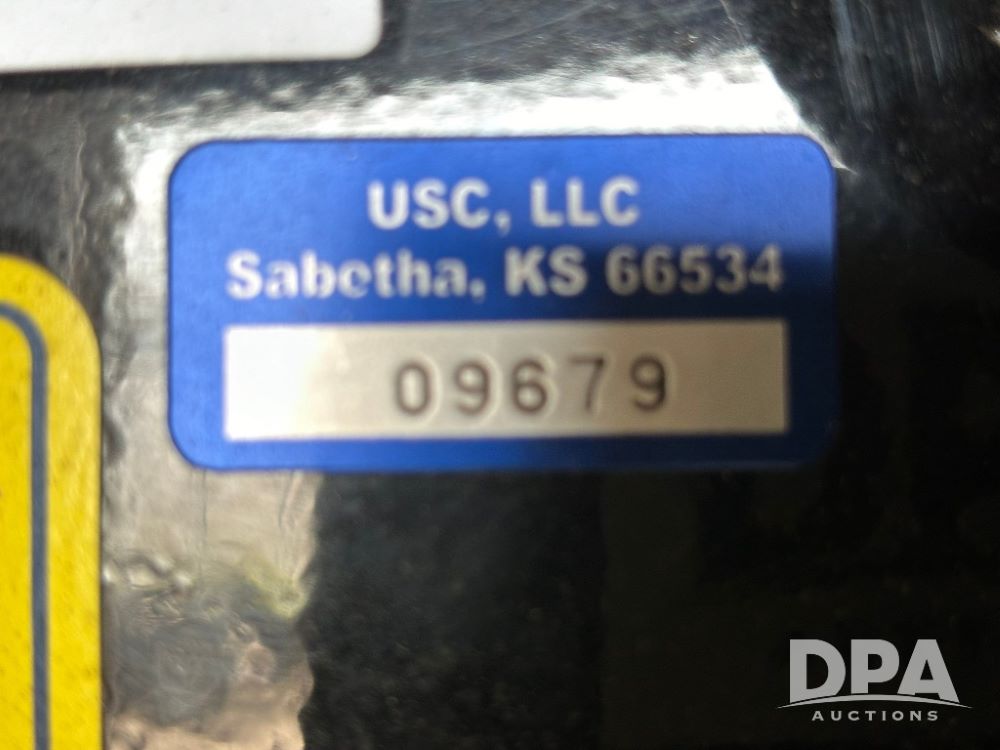 USC, LLC
Sabetha, KS 66534
09679
DPA
AUCTIONS